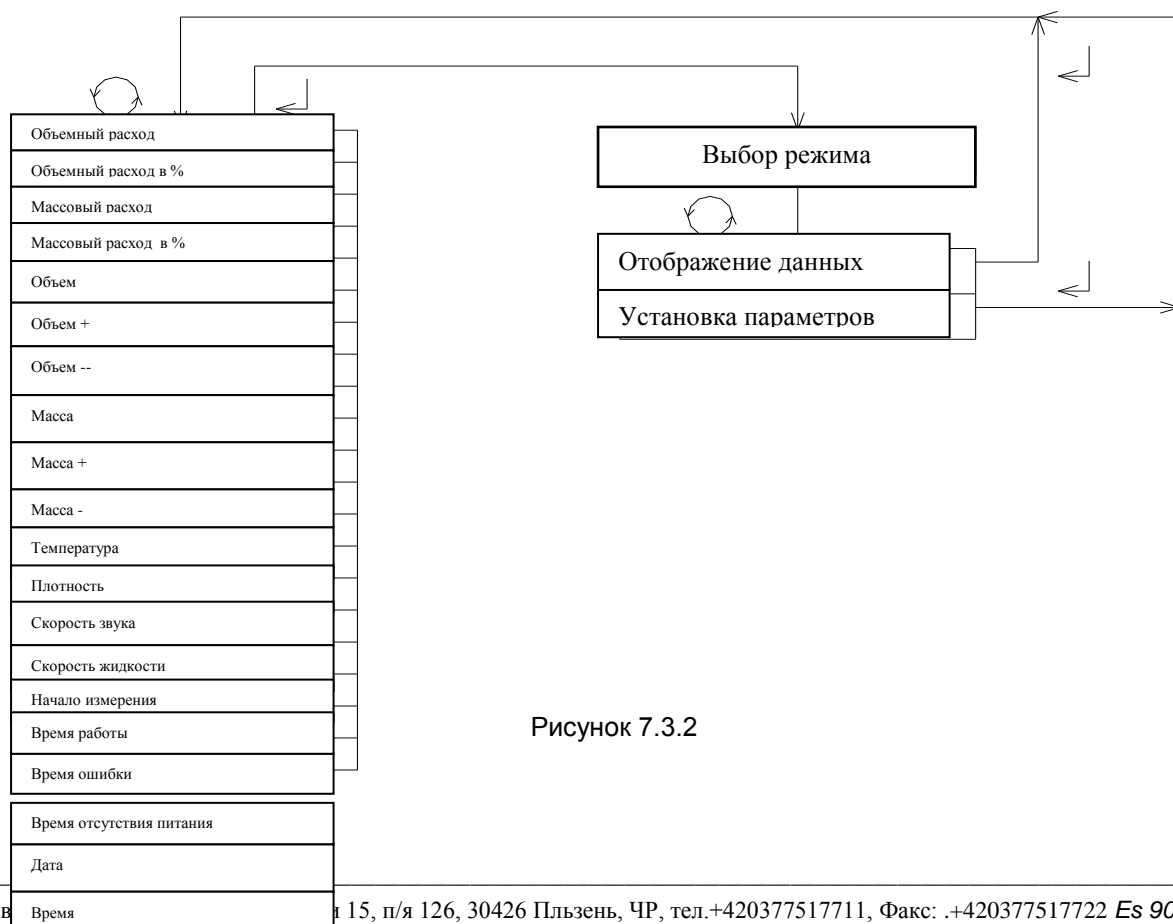 Объемный расход
Объемный расход в %
Массовый расход
Массовый расход в %
Объем
Объем +
Объем --
Масса
Масса +
Масса -
Температура
Плотность
Скорость звука
Скорость жидкости
Начало измерения
Время работы
Время ошибки
Время отсутствия питания
Дата
Время
Выбор режима
Отображение данных
Установка параметров
Рисунок 7.3.2
15, п/я 126, 30426 Пльзень, ЧР, тел.+420377517711, Факс: .+420377517722 Es 90